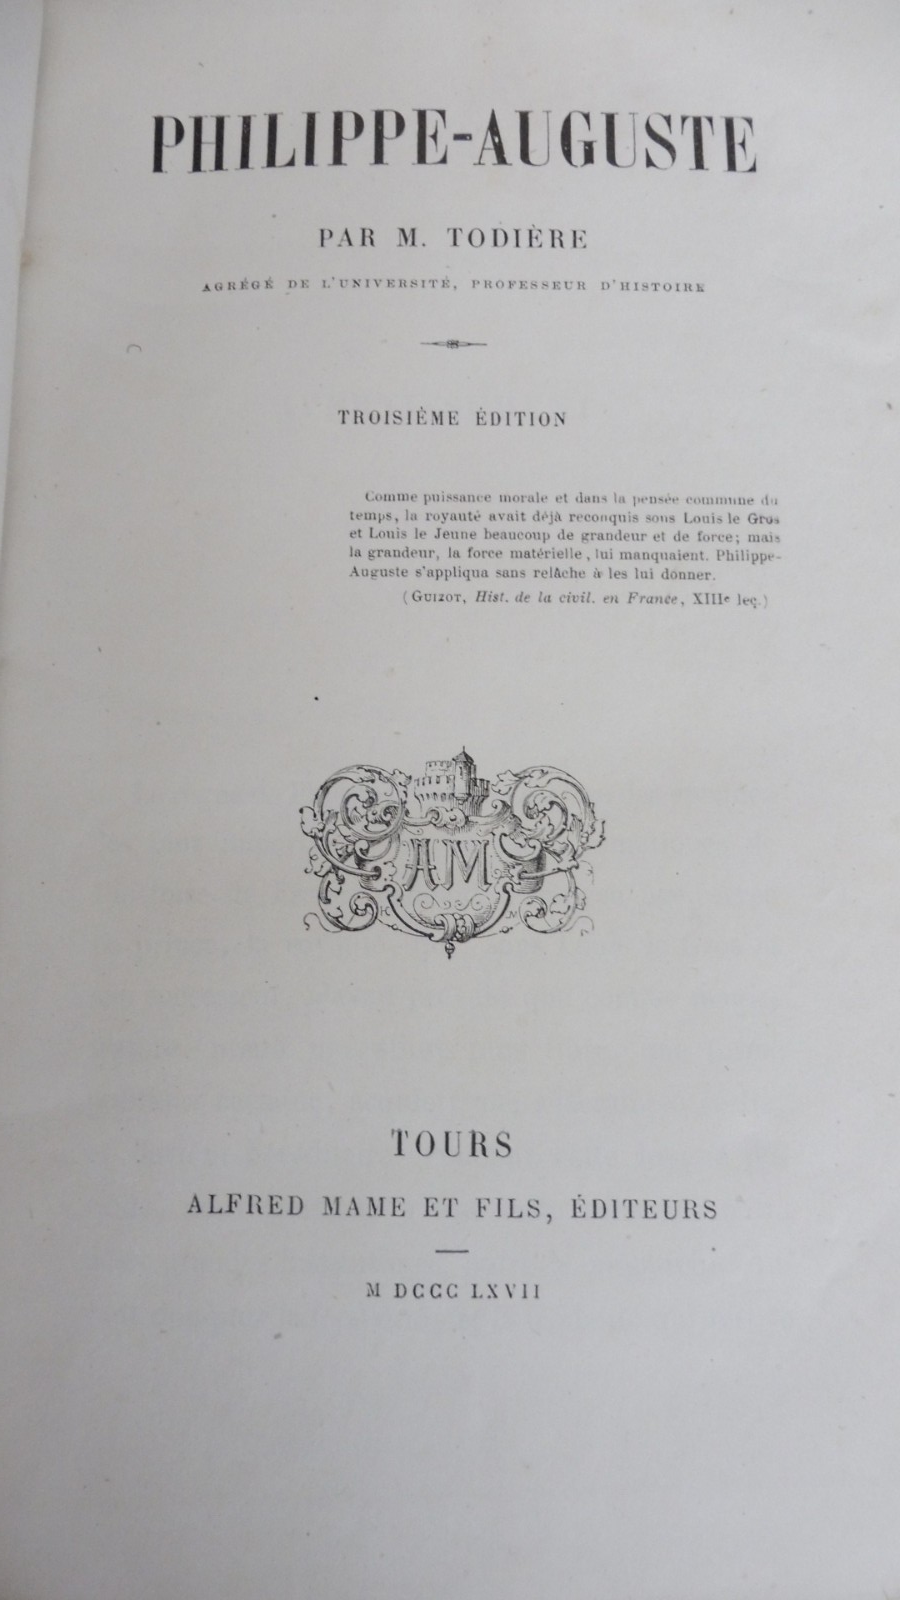 PHILIPPE-AUGUSTE
PAR M. TODIÈRE
AGRÉGÉ DE L'UNIVERSITÉ, PROFESSEUR D'HISTOIRE
TROISIÈME ÉDITION
Comme puissance morale et dans la pensée commune du
temps, la royauté avait déjà reconquis sous Louis le Gros
et Louis le Jeune beaucoup de grandeur et de force; mais
la grandeur, la force matérielle, lui manquaient. Philippe-
Auguste s'appliqua sans relâche à les lui donner.
(GUIZOT, Hist. de la civil. en France, XIIIe leç.)
AM
TOURS
ALFRED MAME ET FILS, ÉDITEURS
M DCCC LXVII